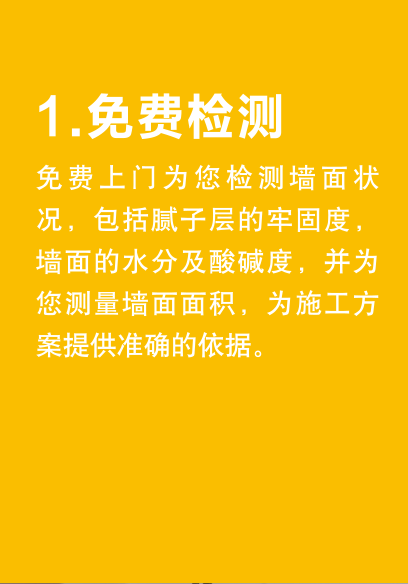 1.免费检测
免费上门为您检测墙面状
况，包括腻子层的牢固度，
墙面的水分及酸碱度，并为
您测量墙面面积，为施工方
案提供准确的依据。